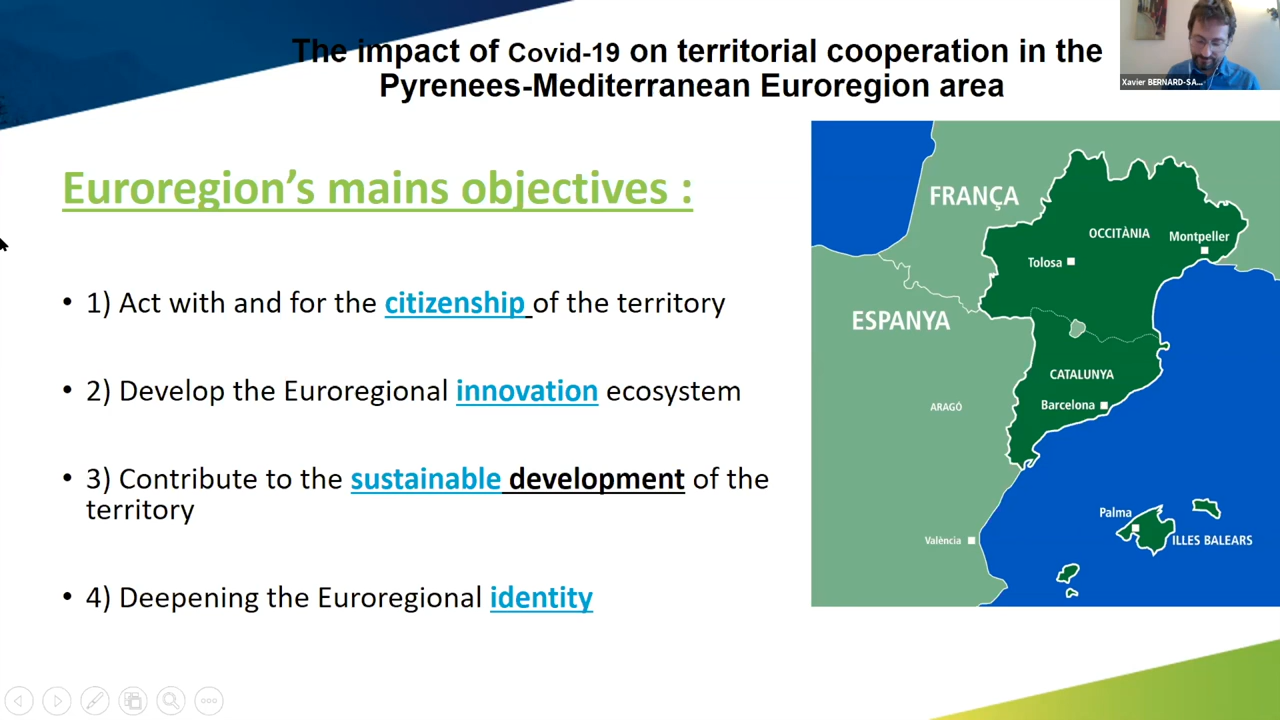 The impact of Covid-19 on territorial cooperation in the
Pyrenees-Mediterranean Euroregion area
Xavier BERNARD-SA...
Euroregion's mains objectives :
• 1) Act with and for the citizenship of the territory
• 2) Develop the Euroregional innovation ecosystem
• 3) Contribute to the sustainable development of the
territory
• 4) Deepening the Euroregional identity
FRANÇA
OCCITÀNIA
Montpeller
Tolosa
ESPANYA
CATALUNYA
Barcelona
ARAGÓ
Palma
ILLES BALEARS
València